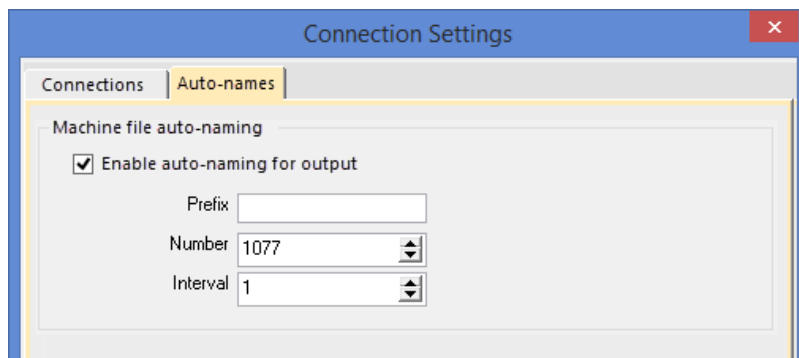 Connection Settings
Connections Auto-names
Machine file auto-naming
Enable auto-naming for output
Prefix
Number 1077
Interval 1